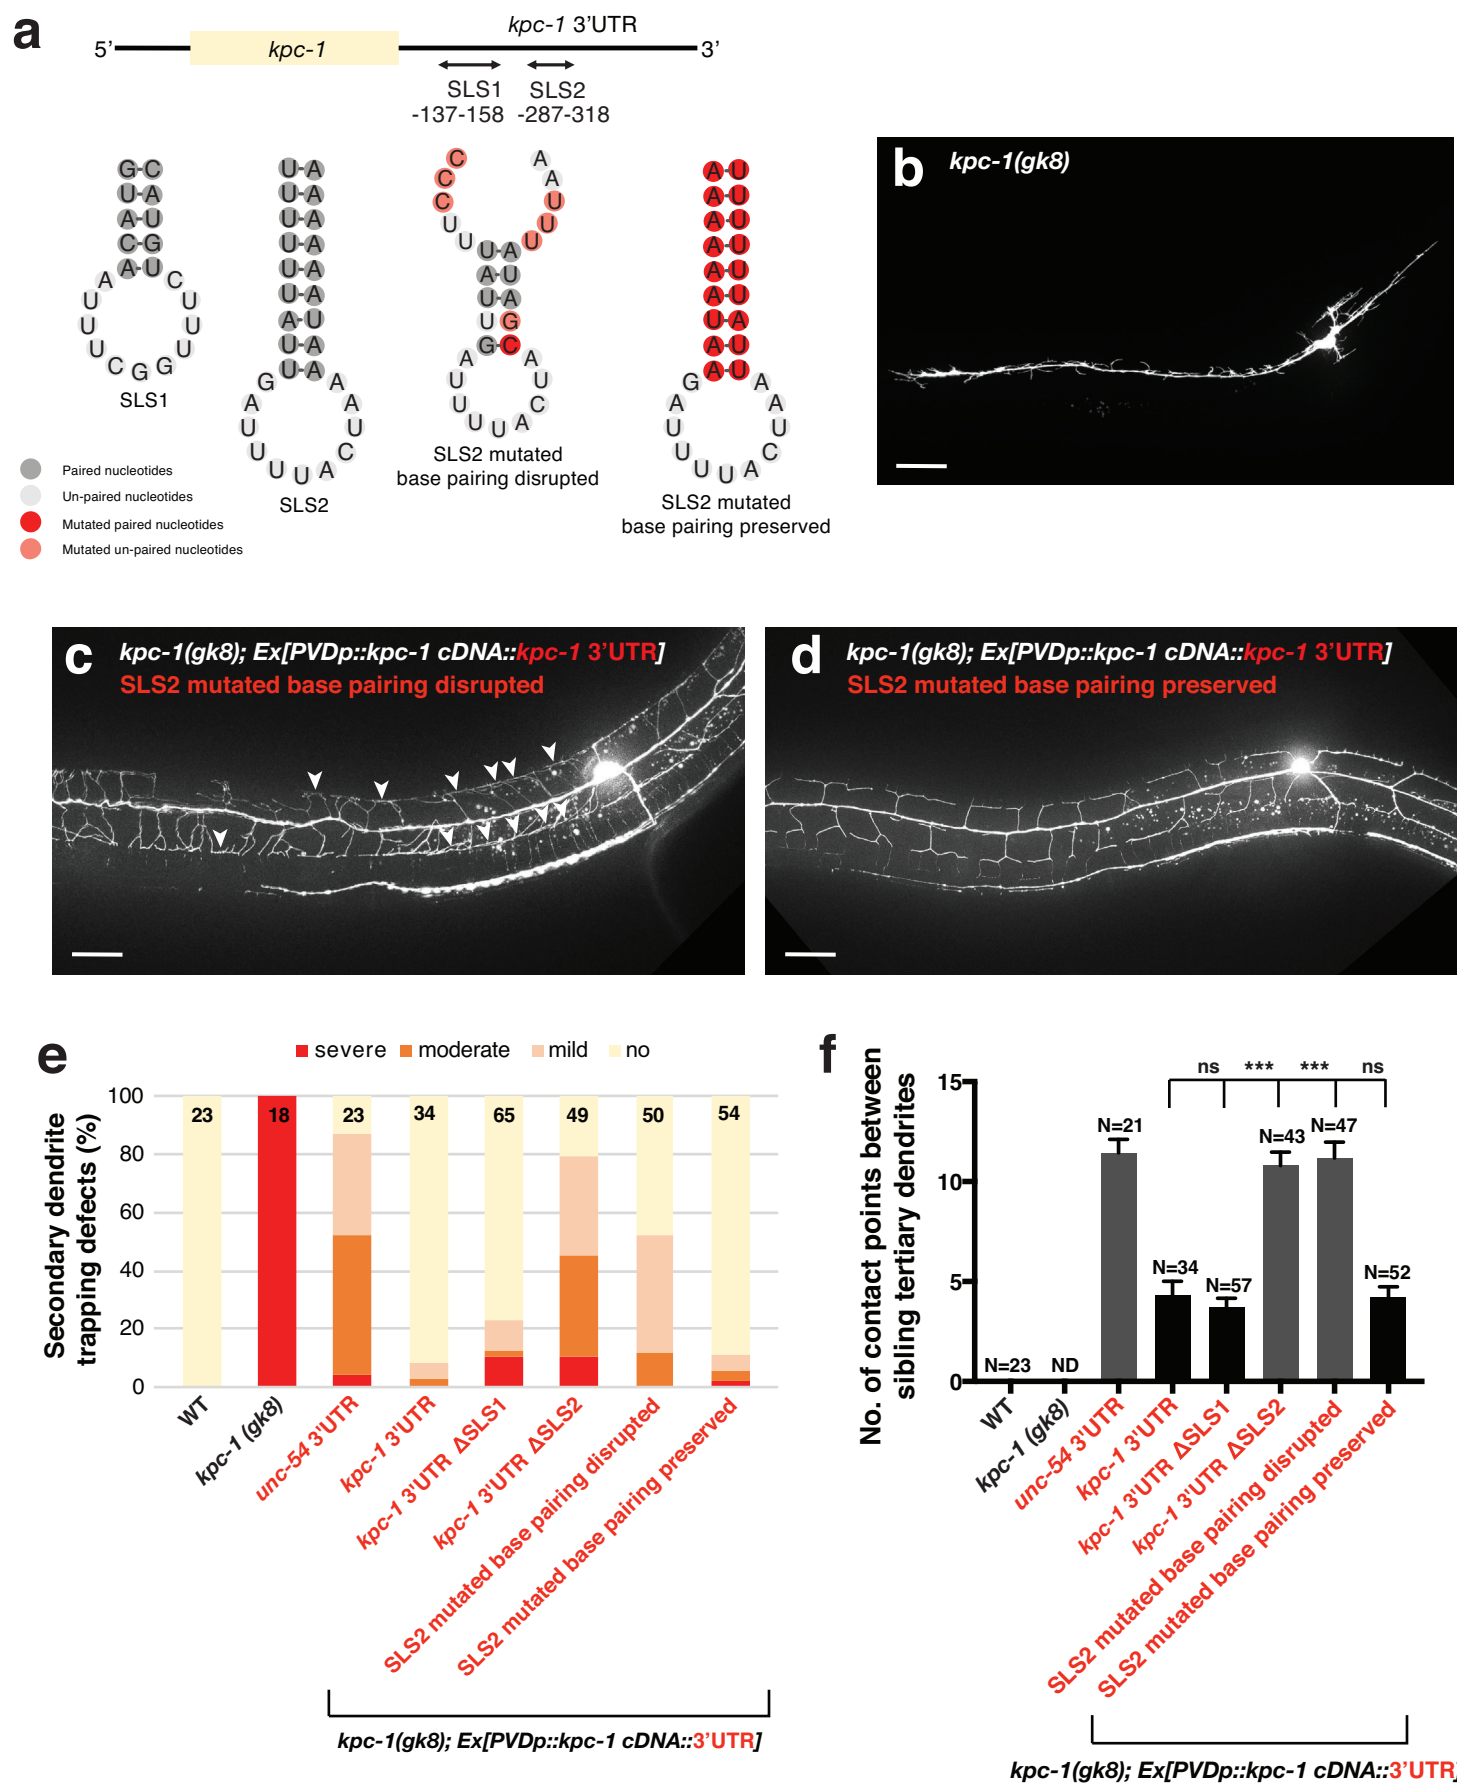 a
5’
kpc-1
kpc-1 3’UTR
3’
SLS1
-137-158
SLS2
-287-318
G-C
U-A
A-U
C-G
A-U
A
C
U
U
U
U
U
U
U
C
G
G
SLS1
U-A
U-A
U-A
U-A
U-A
U-A
A-U
U-A
U-A
G
A
A
A
U
U
U
C
U
U
A
SLS2
C
C
C
U
U
A
A
U
U
U
U-A
A-U
U-A
U G
G-C
A
A
U
U
U
C
U
U
A
SLS2 mutated
base pairing disrupted
A-U
A-U
A-U
A-U
A-U
A-U
U-A
A-U
A-U
G
A
A
A
U
U
U
C
U
U
A
SLS2 mutated
base pairing preserved
Paired nucleotides
Un-paired nucleotides
Mutated paired nucleotides
Mutated un-paired nucleotides
b
kpc-1(gk8)
c
kpc-1(gk8); Ex[PVDp::kpc-1 cDNA::kpc-1 3’UTR]
SLS2 mutated base pairing disrupted
d
kpc-1(gk8); Ex[PVDp::kpc-1 cDNA::kpc-1 3’UTR]
SLS2 mutated base pairing preserved
e
severe moderate mild no
Secondary dendrite
trapping defects (%)
100
80
60
40
20
0
23 18 23 34 65 49 50 54
WT
kpc-1 (gk8)
unc-54 3'UTR
kpc-1 3'UTR
kpc-1 3'UTR ΔSLS1
kpc-1 3'UTR ΔSLS2
SLS2 mutated base pairing disrupted
SLS2 mutated base pairing preserved
kpc-1(gk8); Ex[PVDp::kpc-1 cDNA::3’UTR]
f
No. of contact points between
sibling tertiary dendrites
15
10
5
0
ns *** *** ns
N=23
ND
N=21
N=34
N=57
N=43
N=47
N=52
WT
kpc-1 (gk8)
unc-54 3'UTR
kpc-1 3'UTR
kpc-1 3'UTR ΔSLS1
kpc-1 3'UTR ΔSLS2
SLS2 mutated base pairing disrupted
SLS2 mutated base pairing preserved
kpc-1(gk8); Ex[PVDp::kpc-1 cDNA::3’UTR]